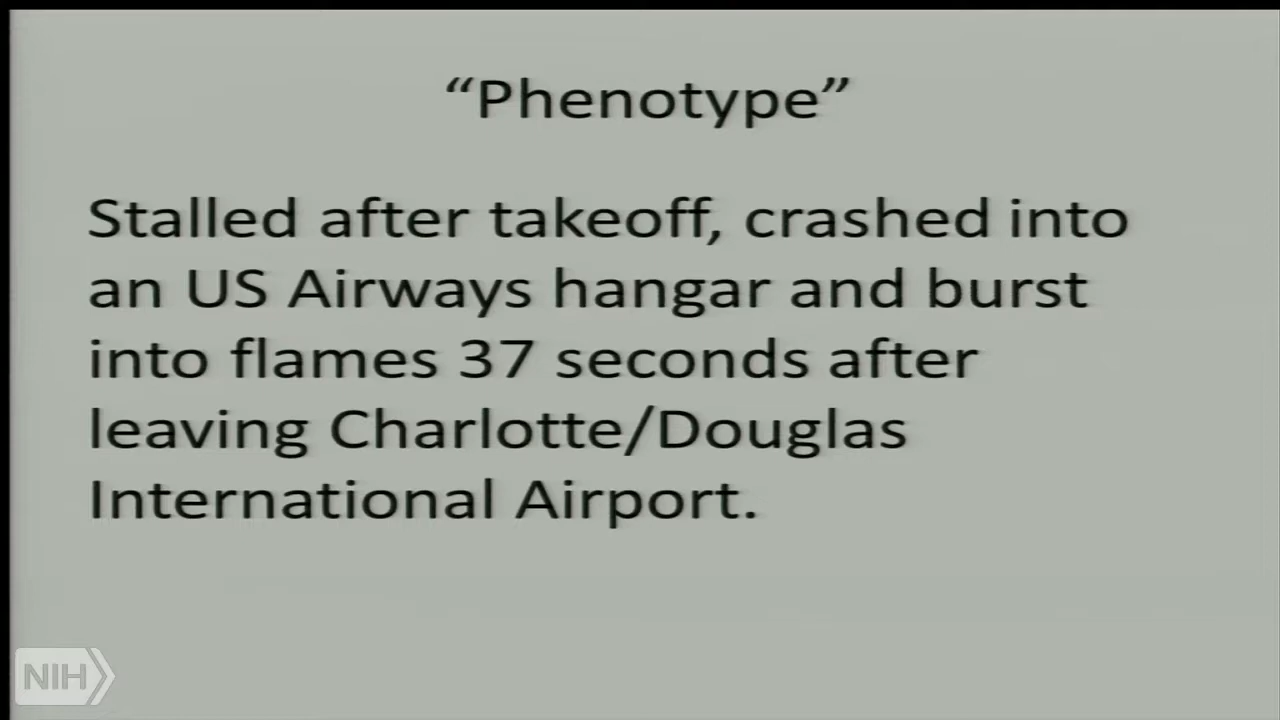 “Phenotype”
Stalled after takeoff, crashed into
an US Airways hangar and burst
into flames 37 seconds after
leaving Charlotte/Douglas
International Airport.
NIH